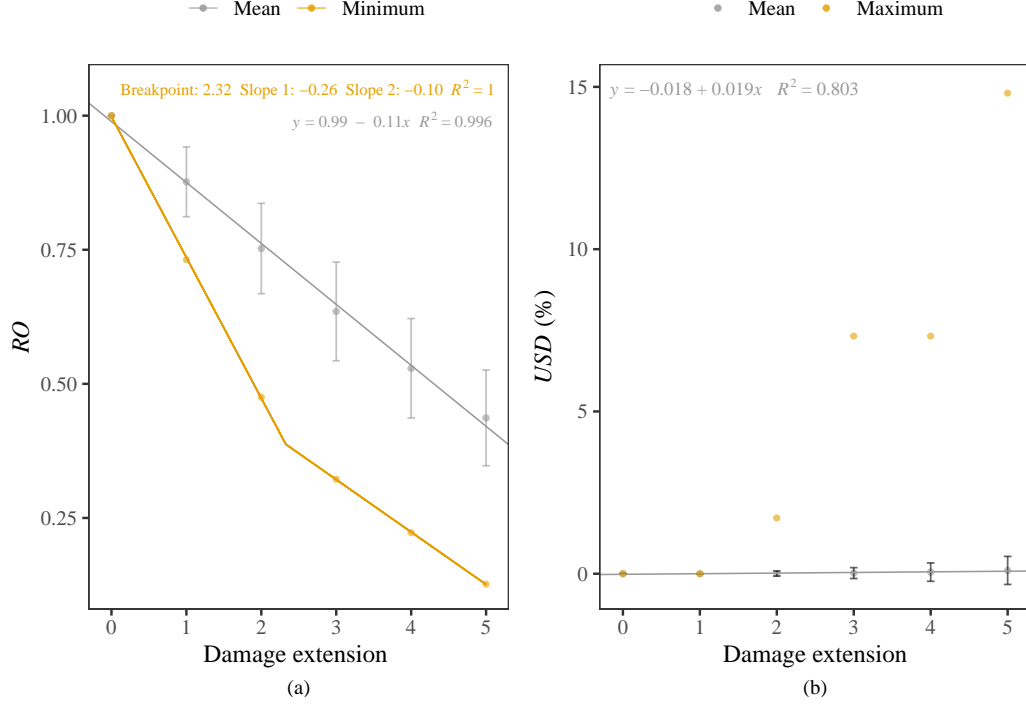 Mean Minimum
Breakpoint: 2.32 Slope 1: −0.26 Slope 2: −0.10 R² = 1
y = 0.99 − 0.11x R² = 0.996
1.00
0.75
0.50
0.25
RO
0 1 2 3 4 5
Damage extension
(a)
Mean Maximum
y = −0.018 + 0.019x R² = 0.803
15
10
5
0
USD (%)
0 1 2 3 4 5
Damage extension
(b)